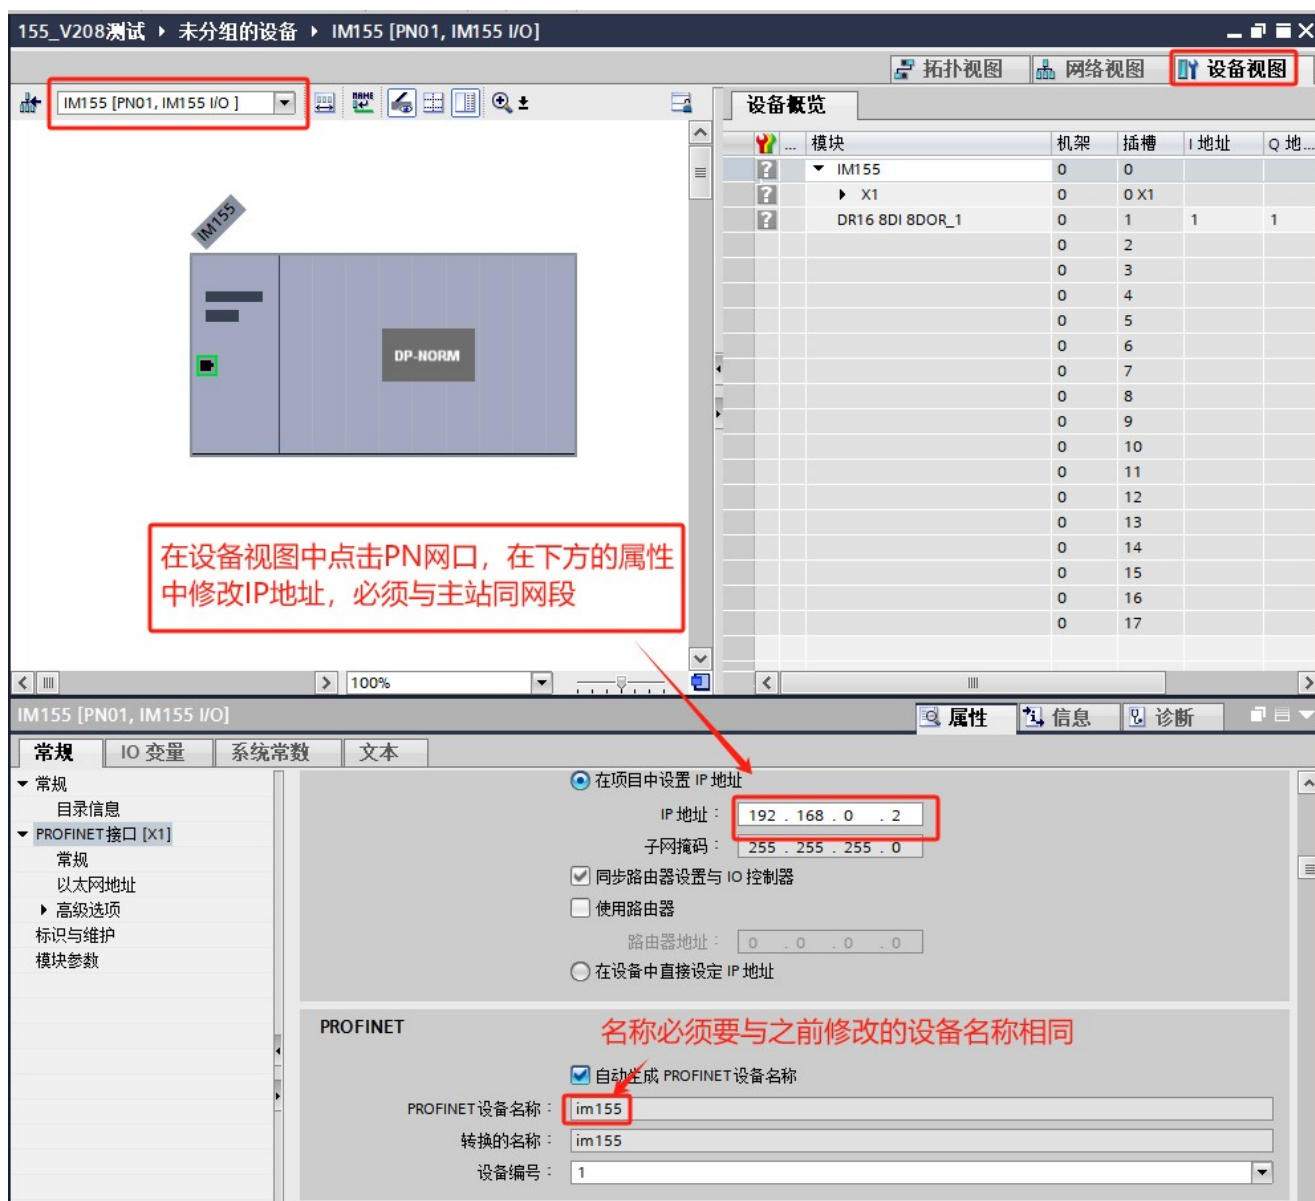 155_V208测试 ▸ 未分组的设备 ▸ IM155 [PN01, IM155 I/O]
拓扑视图 网络视图 设备视图
IM155 [PN01, IM155 I/O ]
设备概览
... 模块 机架 插槽 I 地址 Q 地...
IM155 0 0
X1 0 0 X1
DR16 8DI 8DOR_1 0 1 1 1
0 2
0 3
0 4
0 5
0 6
0 7
0 8
0 9
0 10
0 11
0 12
0 13
0 14
0 15
0 16
0 17
IM155
DP-NORM
在设备视图中点击PN网口，在下方的属性
中修改IP地址，必须与主站同网段
100%
IM155 [PN01, IM155 I/O]
属性 信息 诊断
常规 IO 变量 系统常数 文本
常规
目录信息
PROFINET接口 [X1]
常规
以太网地址
高级选项
标识与维护
模块参数
在项目中设置 IP 地址
IP 地址： 192 . 168 . 0 . 2
子网掩码： 255 . 255 . 255 . 0
同步路由器设置与 IO 控制器
使用路由器
路由器地址： 0 . 0 . 0 . 0
在设备中直接设定 IP 地址
PROFINET
名称必须要与之前修改的设备名称相同
自动生成 PROFINET设备名称
PROFINET设备名称： im155
转换的名称： im155
设备编号： 1